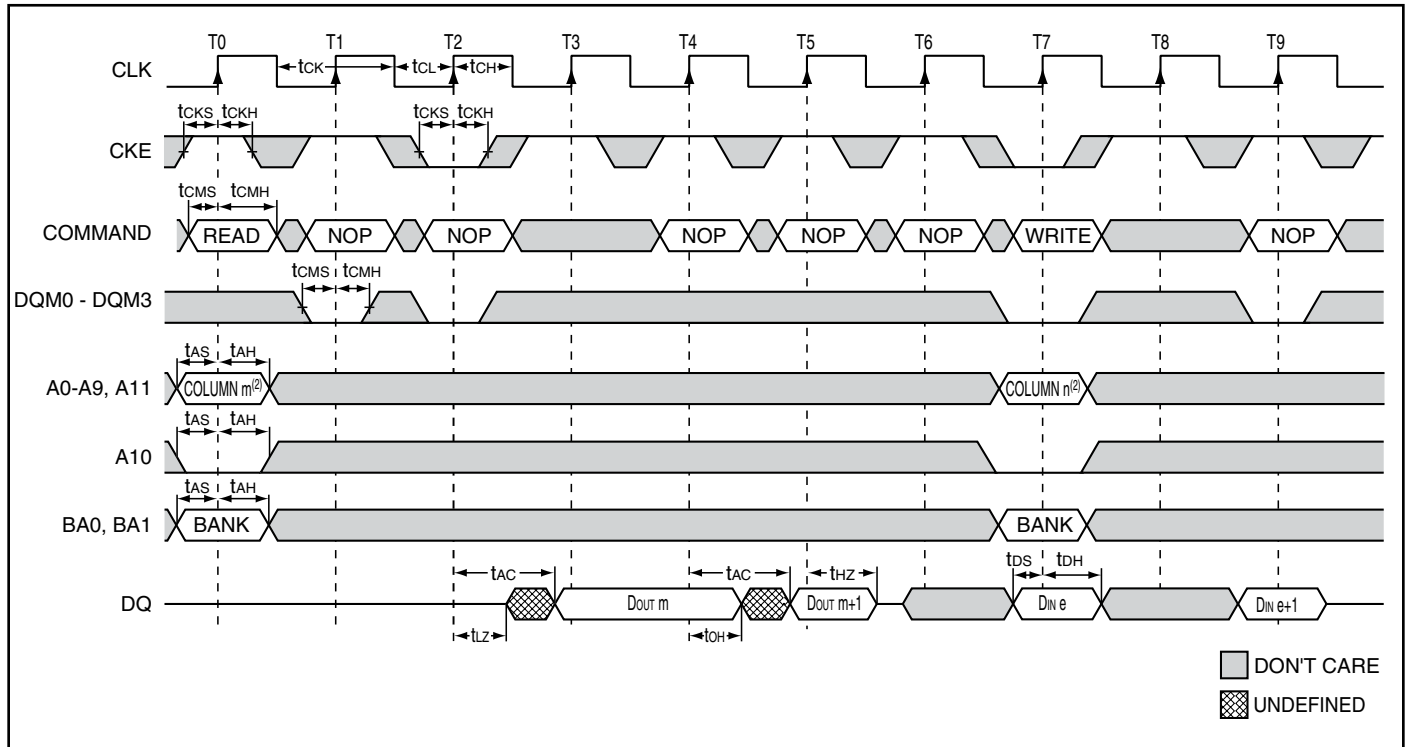 T0 T1 T2 T3 T4 T5 T6 T7 T8 T9
CLK tCK tCL tCH
tCKS tCKH tCKS tCKH
CKE
tCMS tCMH
COMMAND READ NOP NOP NOP NOP NOP WRITE NOP
tCMS tCMH
DQM0 - DQM3
tAS tAH
A0-A9, A11 COLUMN m(2) COLUMN n(2)
tAS tAH
A10
tAS tAH
BA0, BA1 BANK BANK
tAC tAC tHZ tDS tDH
DQ DOUT m DOUT m+1 DIN e DIN e+1
tLZ tOH
DON'T CARE
UNDEFINED